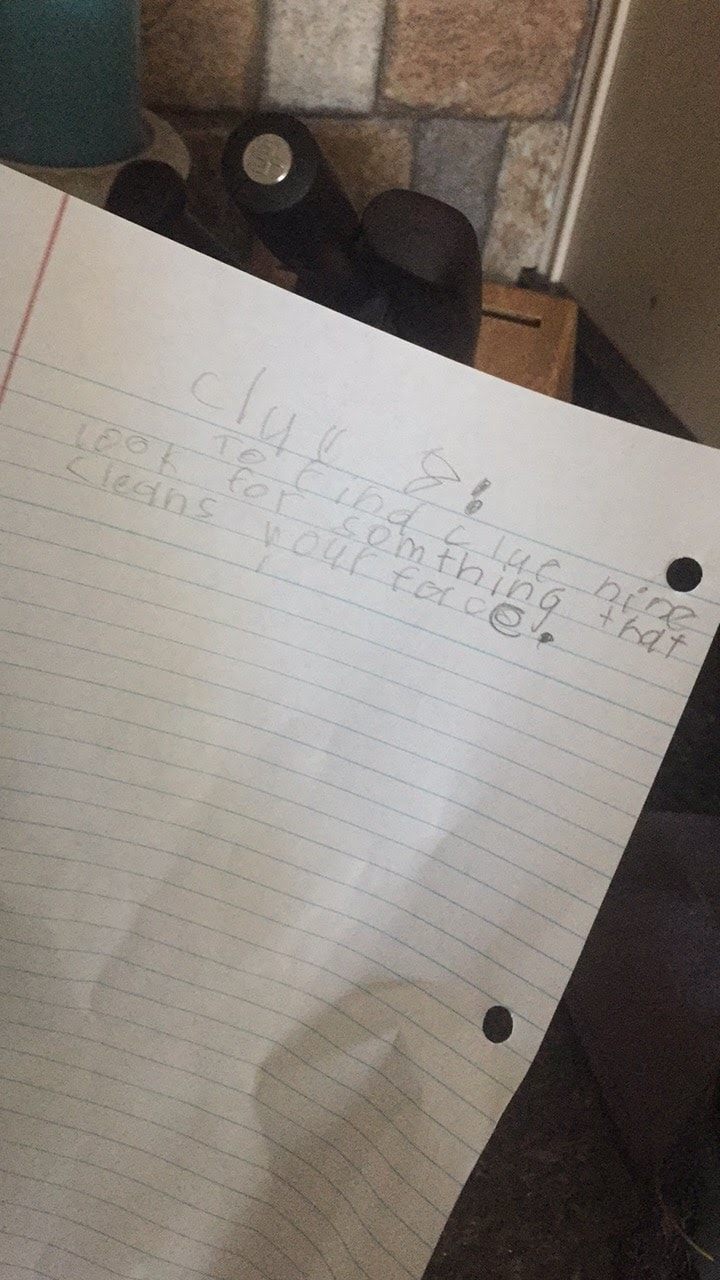 clue 8:
To find clue nine
look for somthing that
cleans your face.